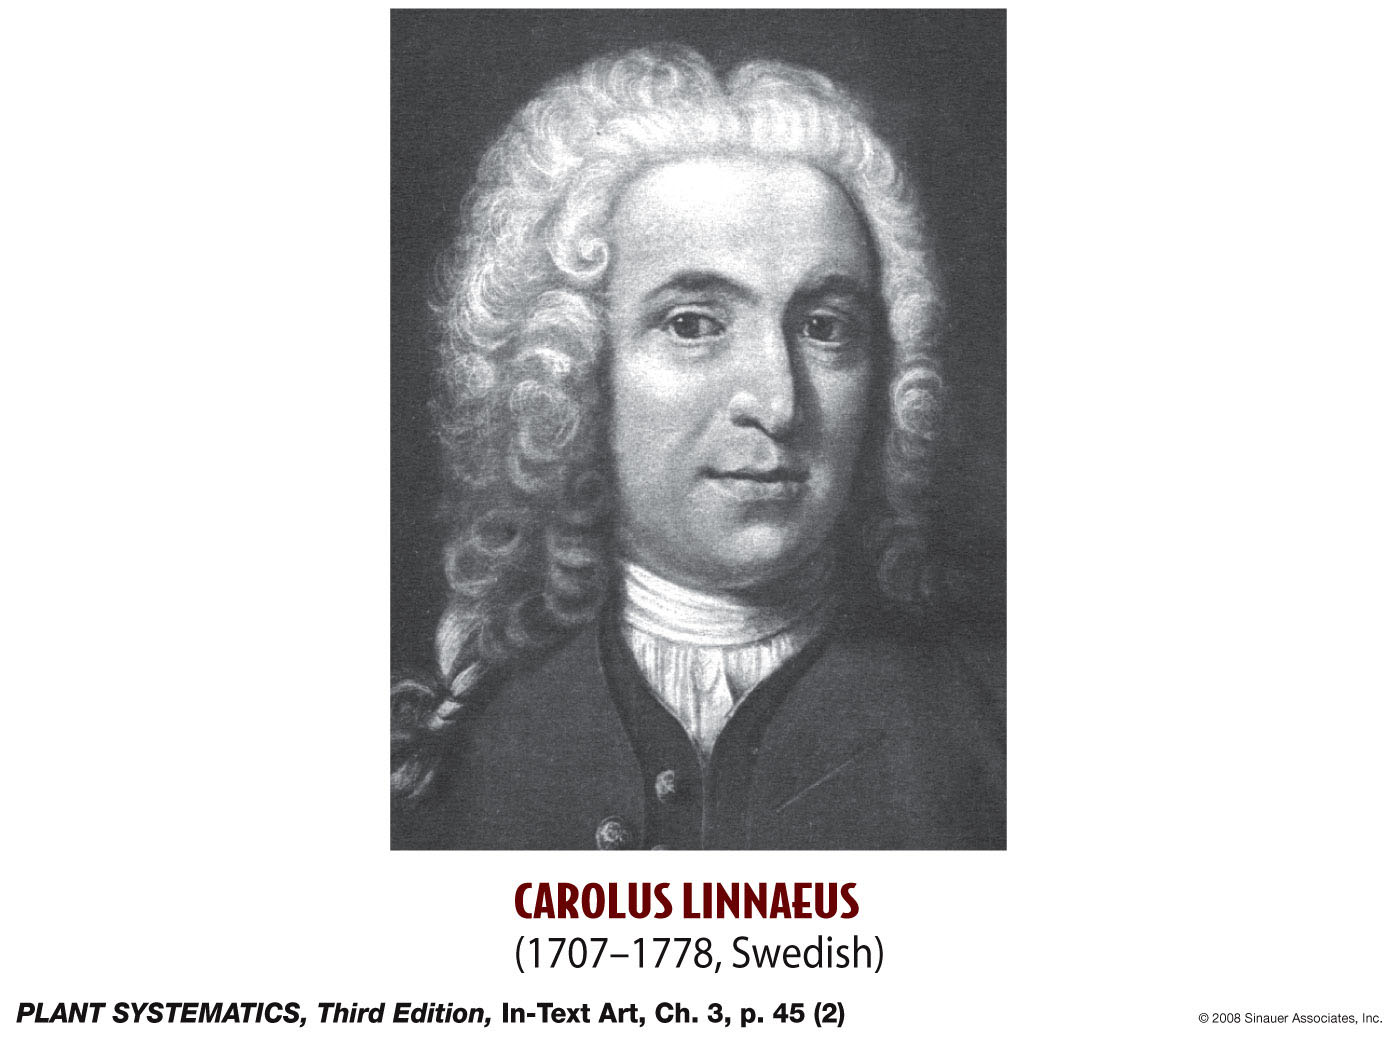 CAROLUS LINNAEUS
(1707–1778, Swedish)
PLANT SYSTEMATICS, Third Edition, In-Text Art, Ch. 3, p. 45 (2)
© 2008 Sinauer Associates, Inc.